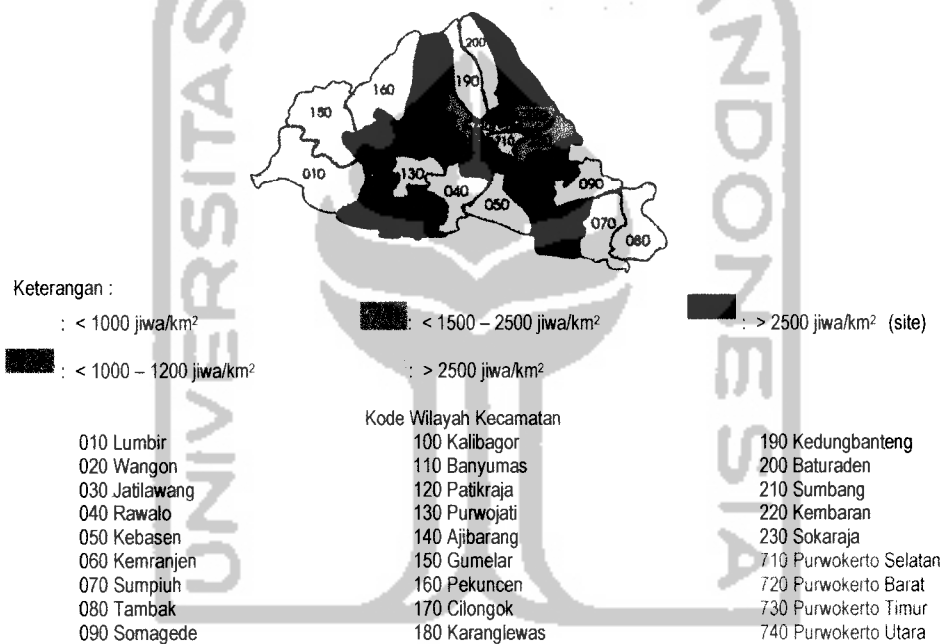 200
190
160
150
710
130
010
040
090
050
070
080
Keterangan :
: < 1000 jiwa/km²
: < 1500 – 2500 jiwa/km²
: > 2500 jiwa/km² (site)
: < 1000 – 1200 jiwa/km²
: > 2500 jiwa/km²
Kode Wilayah Kecamatan
010 Lumbir
020 Wangon
030 Jatilawang
040 Rawalo
050 Kebasen
060 Kemranjen
070 Sumpiuh
080 Tambak
090 Somagede
100 Kalibagor
110 Banyumas
120 Patikraja
130 Purwojati
140 Ajibarang
150 Gumelar
160 Pekuncen
170 Cilongok
180 Karanglewas
190 Kedungbanteng
200 Baturaden
210 Sumbang
220 Kembaran
230 Sokaraja
710 Purwokerto Selatan
720 Purwokerto Barat
730 Purwokerto Timur
740 Purwokerto Utara
UNIVERSITAS
INDONESIA